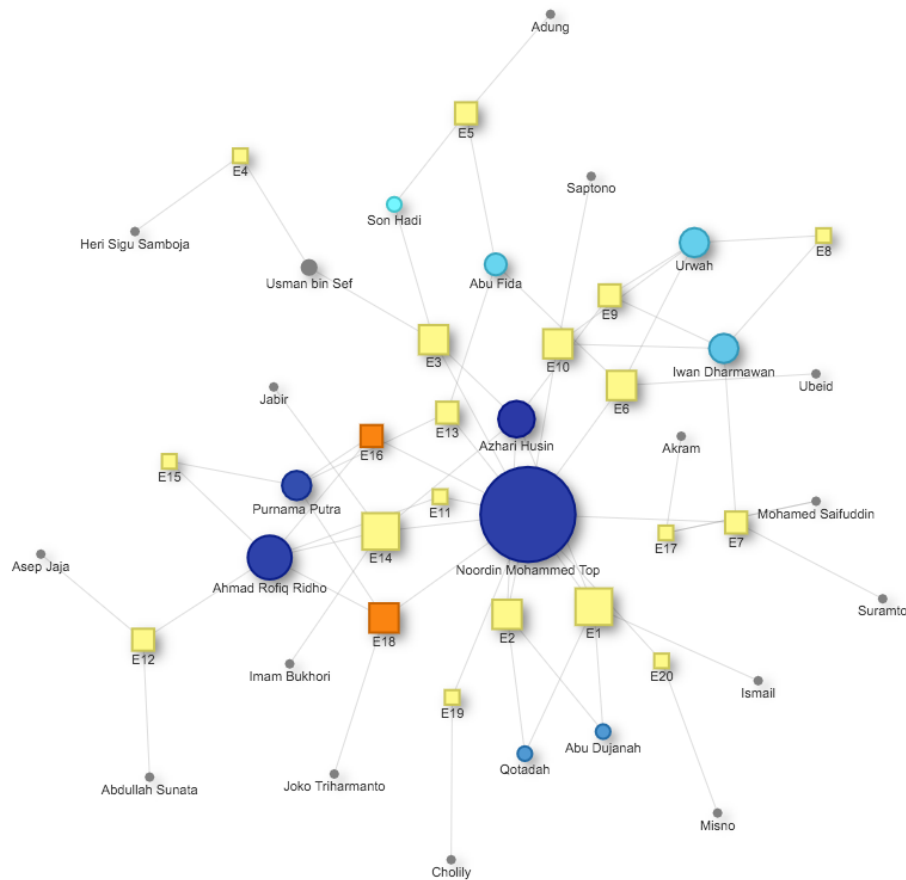 Adung
E5
E4
Saptono
Son Hadi
Heri Sigu Samboja
E8
Urwah
Usman bin Sef
Abu Fida
E9
E3
E10
Iwan Dharmawan
Ubeid
E6
Jabir
E13
Azhari Husin
Akram
E16
E15
Purnama Putra
E11
Mohamed Saifuddin
E17
E7
E14
Asep Jaja
Noordin Mohammed Top
Ahmad Rofiq Ridho
Suramto
E2
E1
E18
E12
Imam Bukhori
E20
Ismail
E19
Abu Dujanah
Qotadah
Abdullah Sunata
Joko Triharmanto
Misno
Cholily